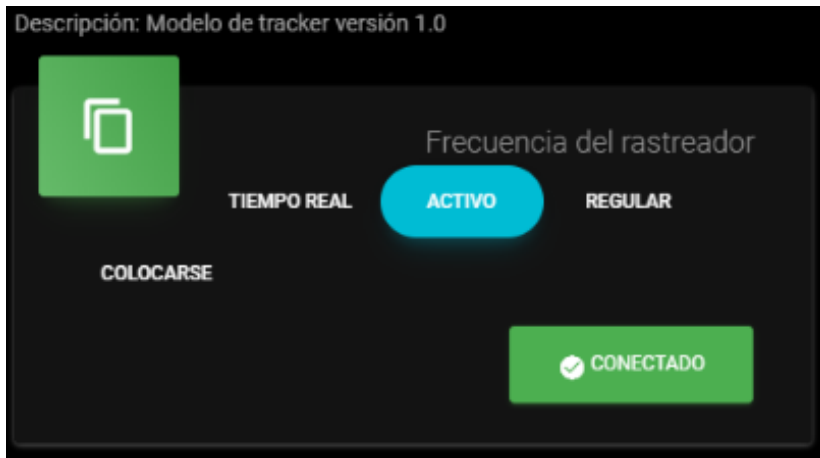 Descripción: Modelo de tracker versión 1.0
Frecuencia del rastreador
TIEMPO REAL ACTIVO REGULAR
COLOCARSE
CONECTADO